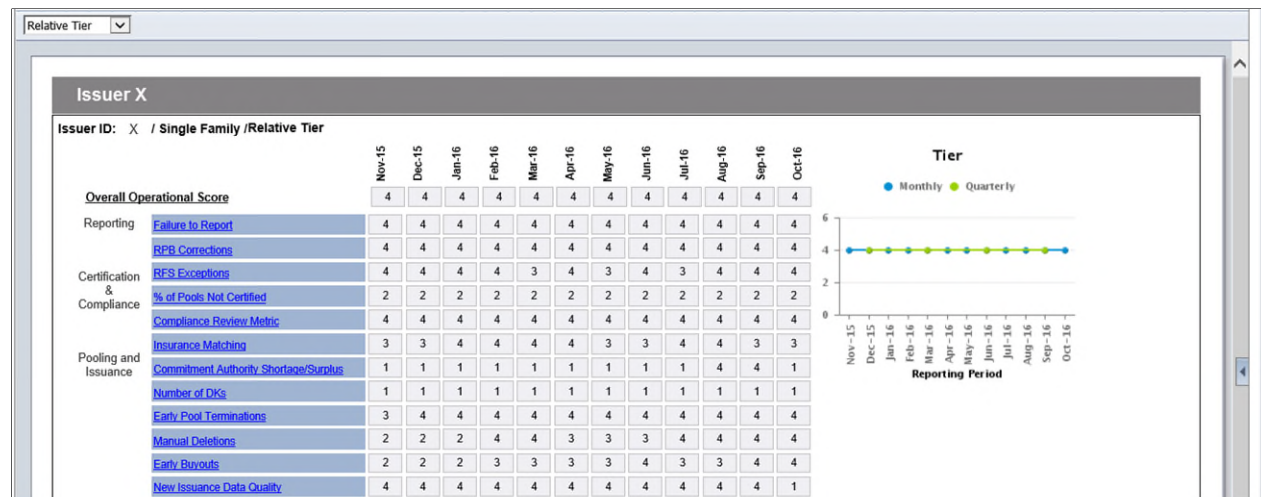 Relative Tier
Issuer X
Issuer ID: X / Single Family /Relative Tier
Nov-15 Dec-15 Jan-16 Feb-16 Mar-16 Apr-16 May-16 Jun-16 Jul-16 Aug-16 Sep-16 Oct-16
Overall Operational Score 4 4 4 4 4 4 4 4 4 4 4 4
Reporting Failure to Report 4 4 4 4 4 4 4 4 4 4 4 4
RPB Corrections 4 4 4 4 4 4 4 4 4 4 4 4
Certification & Compliance RFS Exceptions 4 4 4 4 3 4 3 4 3 4 4 4
% of Pools Not Certified 2 2 2 2 2 2 2 2 2 2 2 2
Compliance Review Metric 4 4 4 4 4 4 4 4 4 4 4 4
Pooling and Issuance Insurance Matching 3 3 4 4 4 4 3 3 4 4 3 3
Commitment Authority Shortage/Surplus 1 1 1 1 1 1 1 1 1 4 4 1
Number of DKs 1 1 1 1 1 1 1 1 1 1 1 1
Early Pool Terminations 3 4 4 4 4 4 4 4 4 4 4 4
Manual Deletions 2 2 2 4 4 3 3 3 4 4 4 4
Early Buyouts 2 2 2 3 3 3 3 4 3 3 4 4
New Issuance Data Quality 4 4 4 4 4 4 4 4 4 4 4 1
Tier
Monthly Quarterly
6
4
2
0
Nov-15 Dec-15 Jan-16 Feb-16 Mar-16 Apr-16 May-16 Jun-16 Jul-16 Aug-16 Sep-16 Oct-16
Reporting Period